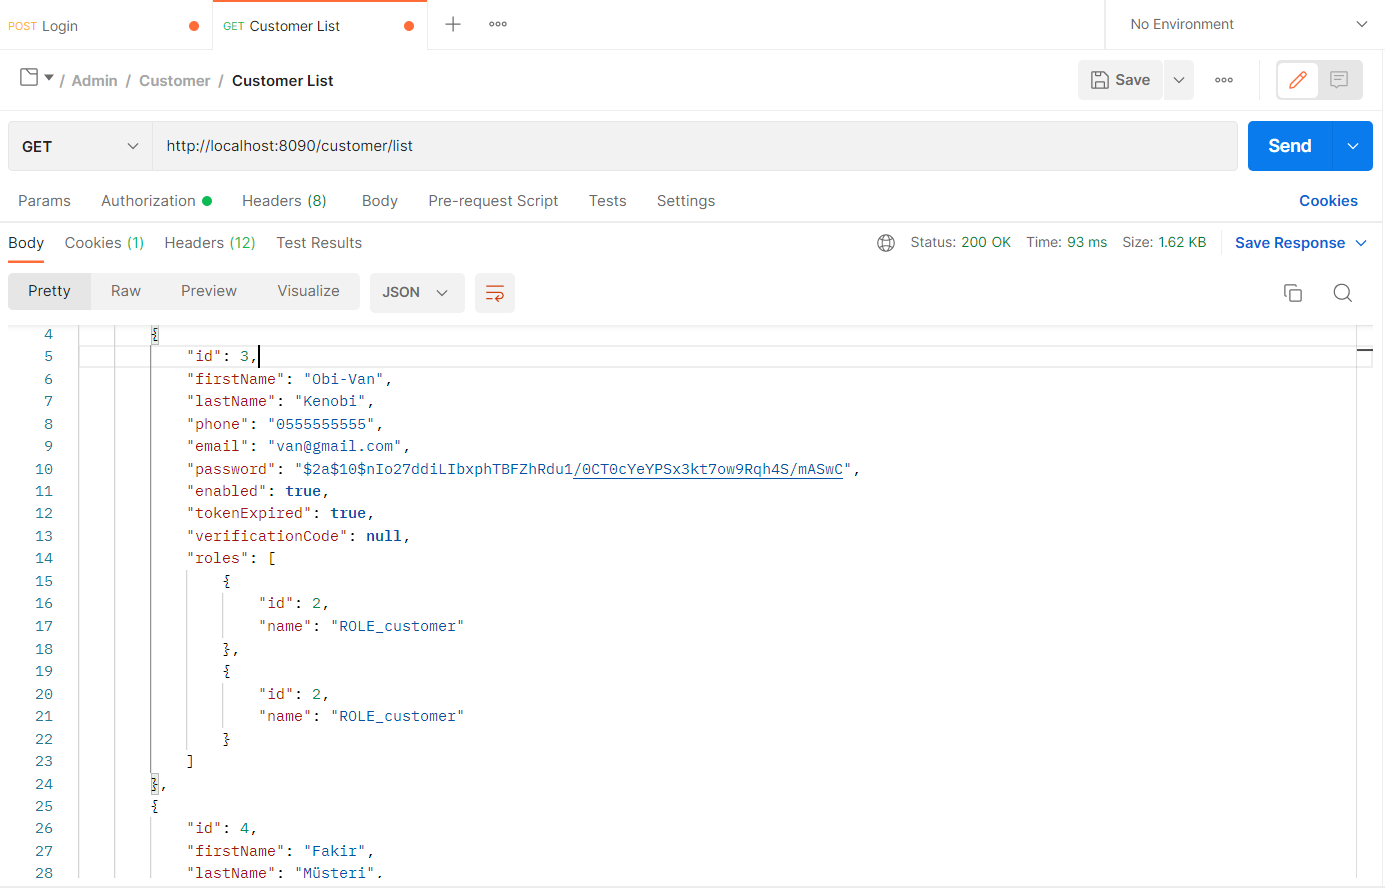 POST Login
GET Customer List
No Environment
/ Admin / Customer / Customer List
Save
GET
http://localhost:8090/customer/list
Send
Params
Authorization
Headers (8)
Body
Pre-request Script
Tests
Settings
Cookies
Body
Cookies (1)
Headers (12)
Test Results
Status: 200 OK
Time: 93 ms
Size: 1.62 KB
Save Response
Pretty
Raw
Preview
Visualize
JSON
4 {
5 "id": 3,
6 "firstName": "Obi-Van",
7 "lastName": "Kenobi",
8 "phone": "0555555555",
9 "email": "van@gmail.com",
10 "password": "$2a$10$nIo27ddiLIbxphTBFZhRdu1/0CT0cYeYPSx3kt7ow9Rqh4S/mASwC",
11 "enabled": true,
12 "tokenExpired": true,
13 "verificationCode": null,
14 "roles": [
15 {
16 "id": 2,
17 "name": "ROLE_customer"
18 },
19 {
20 "id": 2,
21 "name": "ROLE_customer"
22 }
23 ]
24 },
25 {
26 "id": 4,
27 "firstName": "Fakir",
28 "lastName": "Müsteri",